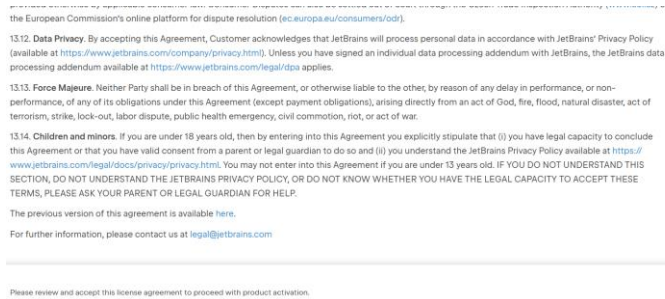 the European Commission's online platform for dispute resolution (ec.europa.eu/consumers/odr).
13.12. Data Privacy. By accepting this Agreement, Customer acknowledges that JetBrains will process personal data in accordance with JetBrains' Privacy Policy
(available at https://www.jetbrains.com/company/privacy.html). Unless you have signed an individual data processing addendum with JetBrains, the JetBrains data
processing addendum available at https://www.jetbrains.com/legal/dpa applies.
13.13. Force Majeure. Neither Party shall be in breach of this Agreement, or otherwise liable to the other, by reason of any delay in performance, or non-
performance, of any of its obligations under this Agreement (except payment obligations), arising directly from an act of God, fire, flood, natural disaster, act of
terrorism, strike, lock-out, labor dispute, public health emergency, civil commotion, riot, or act of war.
13.14. Children and minors. If you are under 18 years old, then by entering into this Agreement you explicitly stipulate that (i) you have legal capacity to conclude
this Agreement or that you have valid consent from a parent or legal guardian to do so and (ii) you understand the JetBrains Privacy Policy available at https://
www.jetbrains.com/legal/docs/privacy/privacy.html. You may not enter into this Agreement if you are under 13 years old. IF YOU DO NOT UNDERSTAND THIS
SECTION, DO NOT UNDERSTAND THE JETBRAINS PRIVACY POLICY, OR DO NOT KNOW WHETHER YOU HAVE THE LEGAL CAPACITY TO ACCEPT THESE
TERMS, PLEASE ASK YOUR PARENT OR LEGAL GUARDIAN FOR HELP.
The previous version of this agreement is available here.
For further information, please contact us at legal@jetbrains.com
Please review and accept this license agreement to proceed with product activation.